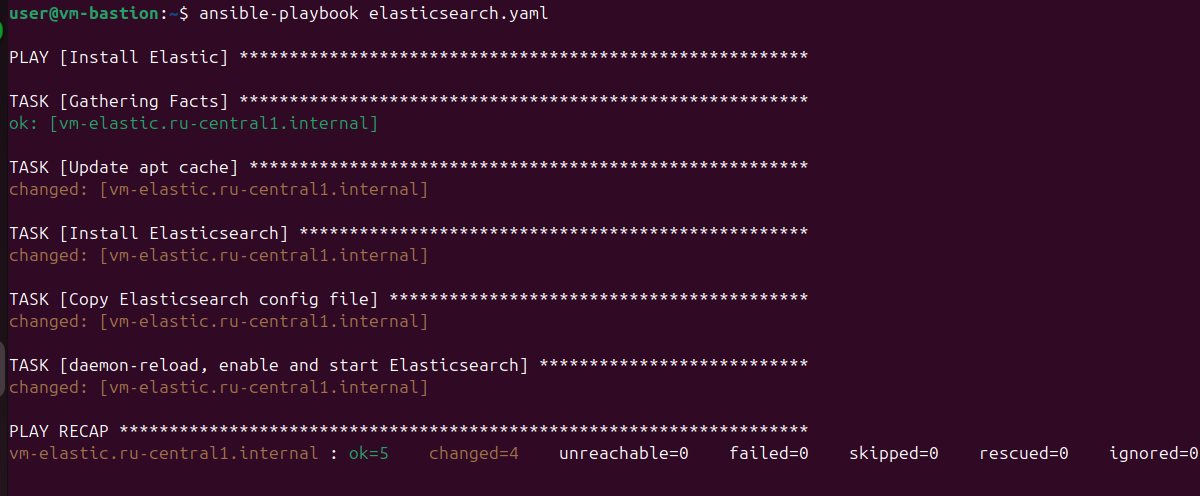 user@vm-bastion:~$ ansible-playbook elasticsearch.yaml
PLAY [Install Elastic] *********************************************************
TASK [Gathering Facts] *********************************************************
ok: [vm-elastic.ru-central1.internal]
TASK [Update apt cache] ********************************************************
changed: [vm-elastic.ru-central1.internal]
TASK [Install Elasticsearch] ***************************************************
changed: [vm-elastic.ru-central1.internal]
TASK [Copy Elasticsearch config file] ******************************************
changed: [vm-elastic.ru-central1.internal]
TASK [daemon-reload, enable and start Elasticsearch] ***************************
changed: [vm-elastic.ru-central1.internal]
PLAY RECAP *********************************************************************
vm-elastic.ru-central1.internal : ok=5    changed=4    unreachable=0    failed=0    skipped=0    rescued=0    ignored=0